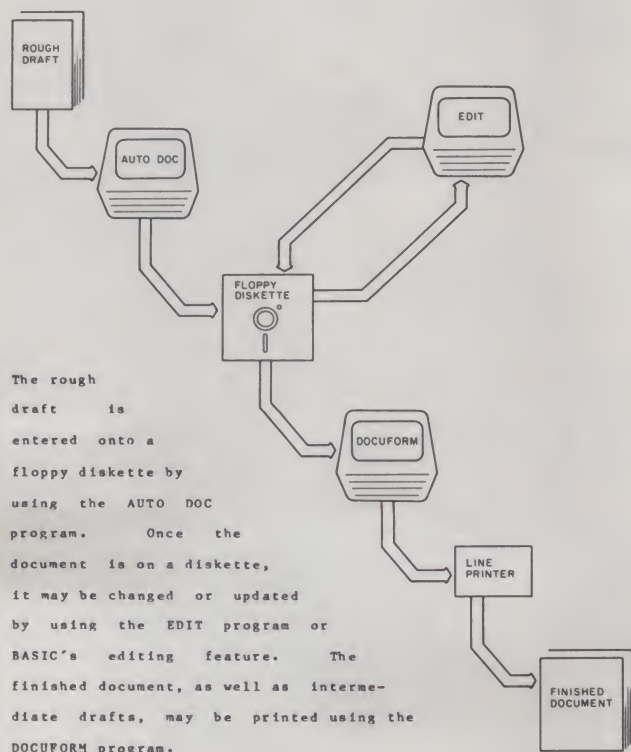 ROUGH
DRAFT
AUTO DOC
EDIT
FLOPPY
DISKETTE
The rough
draft is
entered onto a
floppy diskette by
using the AUTO DOC
program. Once the
document is on a diskette,
it may be changed or updated
by using the EDIT program or
BASIC's editing feature. The
finished document, as well as interme-
diate drafts, may be printed using the
DOCUFORM program.
DOCUFORM
LINE
PRINTER
FINISHED
DOCUMENT